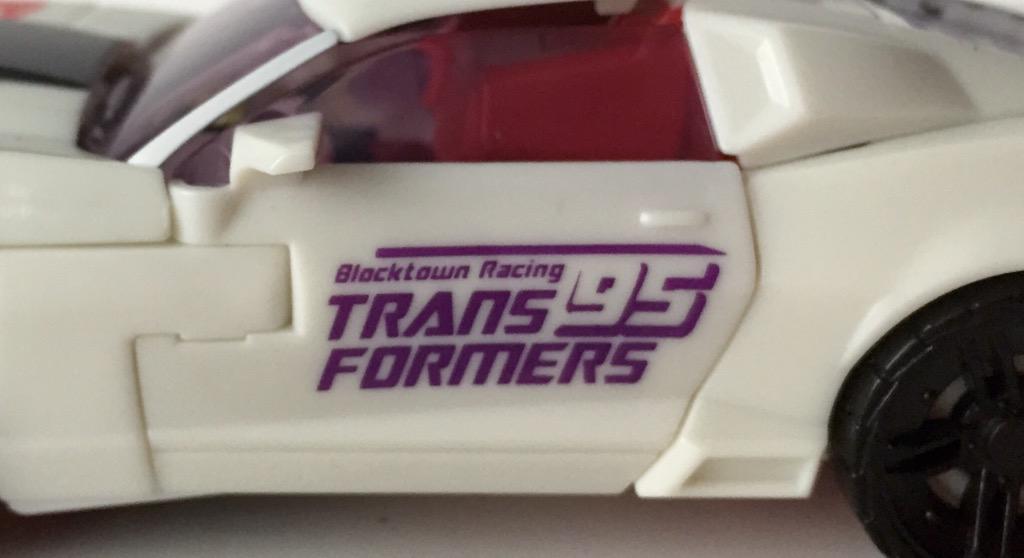 Blocktown Racing
TRANS 95
FORMERS